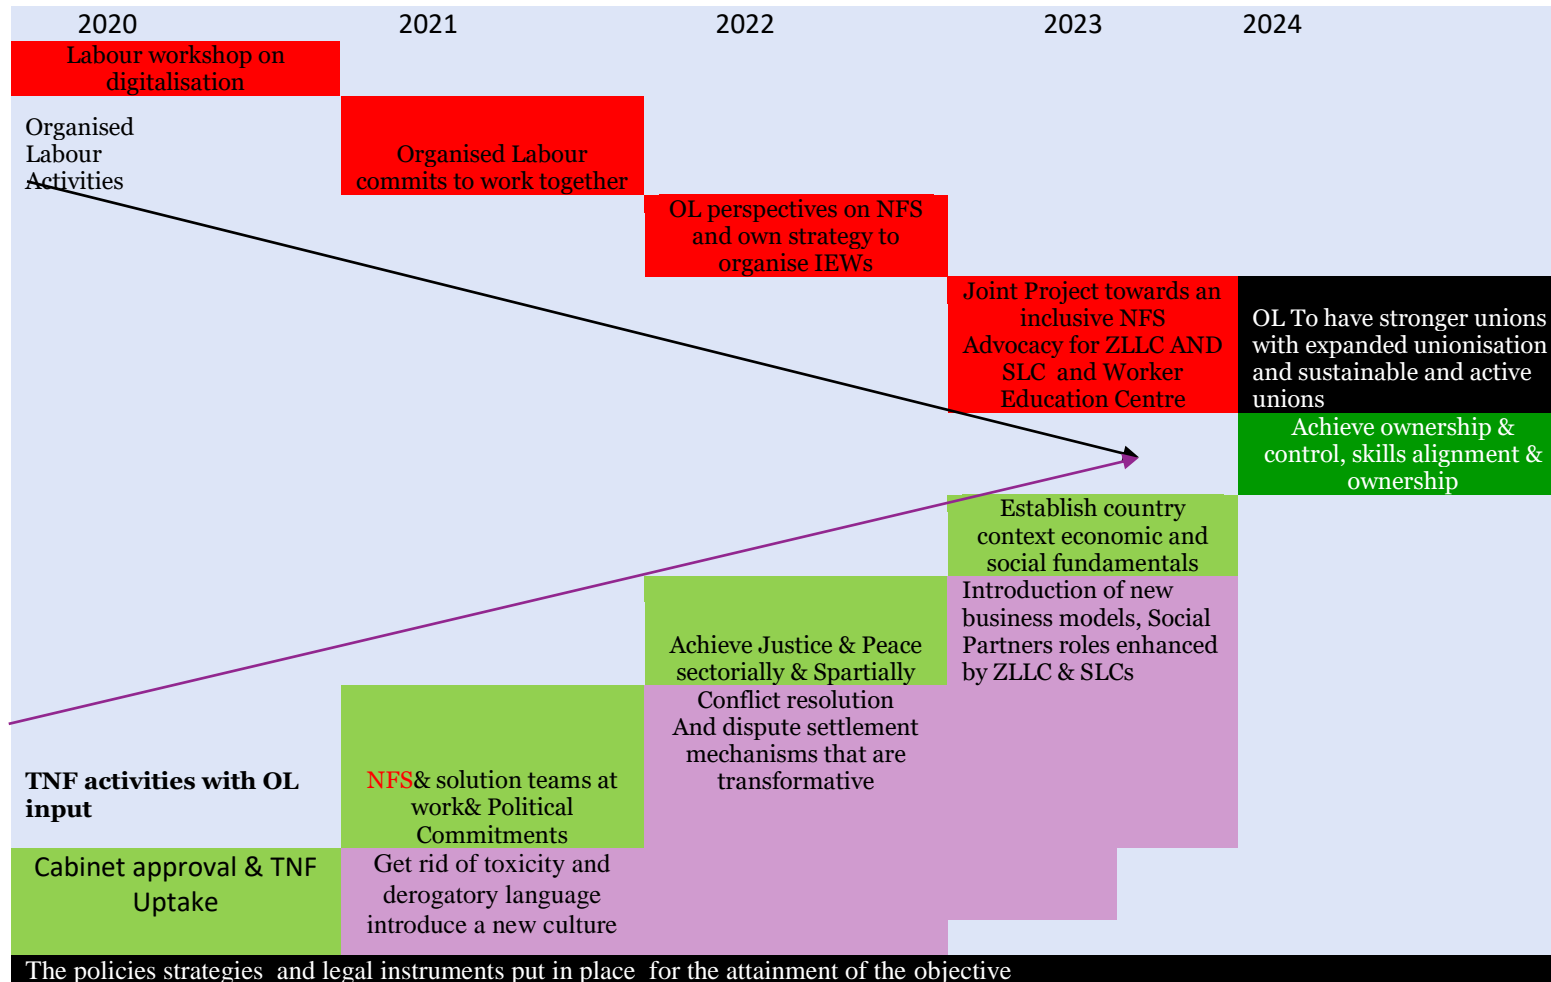 2020 2021 2022 2023 2024
Labour workshop on
digitalisation
Organised
Labour
Activities
Organised Labour
commits to work together
OL perspectives on NFS
and own strategy to
organise IEWs
Joint Project towards an
inclusive NFS
Advocacy for ZLLC AND
SLC and Worker
Education Centre
OL To have stronger unions
with expanded unionisation
and sustainable and active
unions
Achieve ownership &
control, skills alignment &
ownership
Establish country
context economic and
social fundamentals
Introduction of new
business models, Social
Partners roles enhanced
by ZLLC & SLCs
Achieve Justice & Peace
sectorially & Spartially
Conflict resolution
And dispute settlement
mechanisms that are
transformative
TNF activities with OL
input
NFS& solution teams at
work& Political
Commitments
Cabinet approval & TNF
Uptake
Get rid of toxicity and
derogatory language
introduce a new culture
The policies strategies and legal instruments put in place for the attainment of the objective